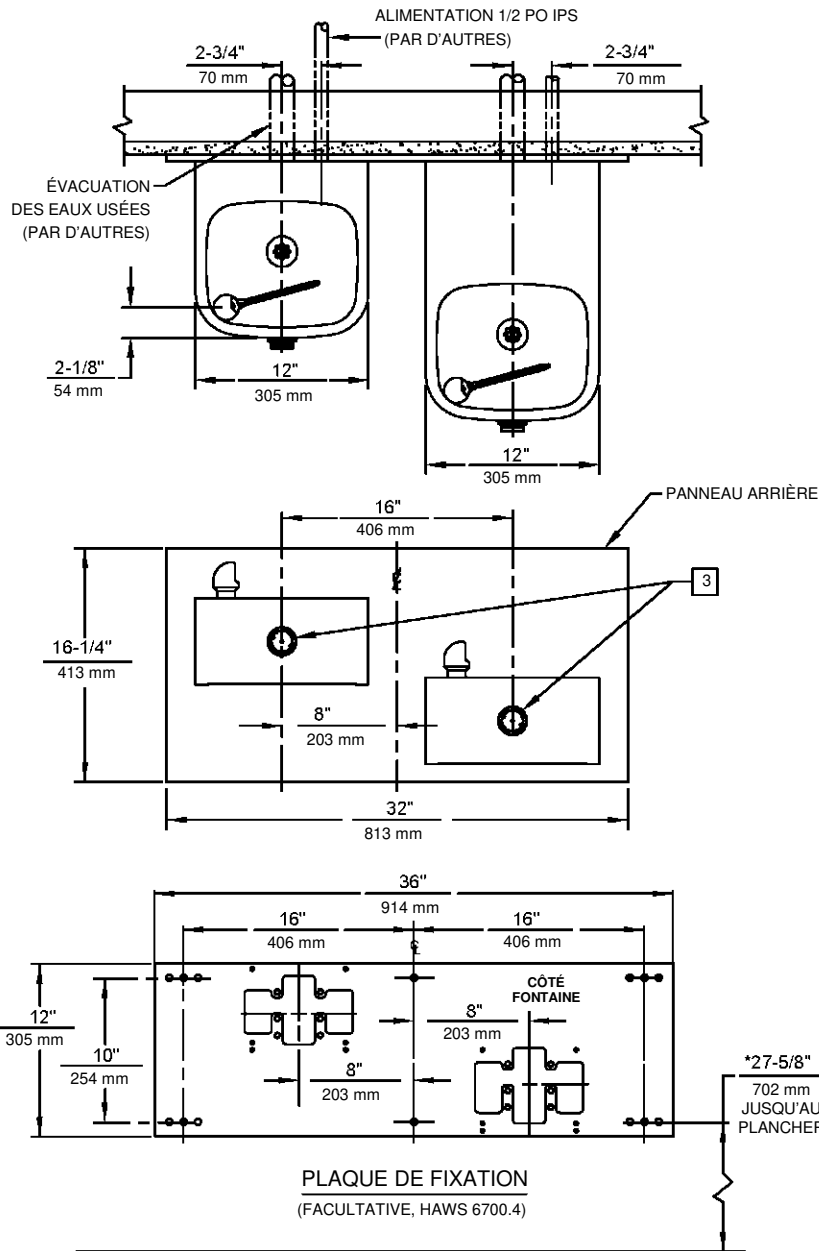 ALIMENTATION 1/2 PO IPS
(PAR D'AUTRES)
2-3/4"
70 mm
2-3/4"
70 mm
ÉVACUATION
DES EAUX USÉES
(PAR D'AUTRES)
2-1/8"
54 mm
12"
305 mm
12"
305 mm
PANNEAU ARRIÈRE
16"
406 mm
3
16-1/4"
413 mm
8"
203 mm
32"
813 mm
36"
914 mm
16"
406 mm
16"
406 mm
CÔTÉ
FONTAINE
12"
305 mm
10"
254 mm
8"
203 mm
8"
203 mm
*27-5/8"
702 mm
JUSQU'AU
PLANCHER
PLAQUE DE FIXATION
(FACULTATIVE, HAWS 6700.4)